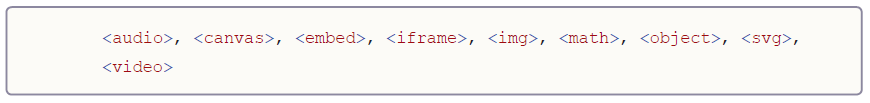 <audio>, <canvas>, <embed>, <iframe>, <img>, <math>, <object>, <svg>,
<video>